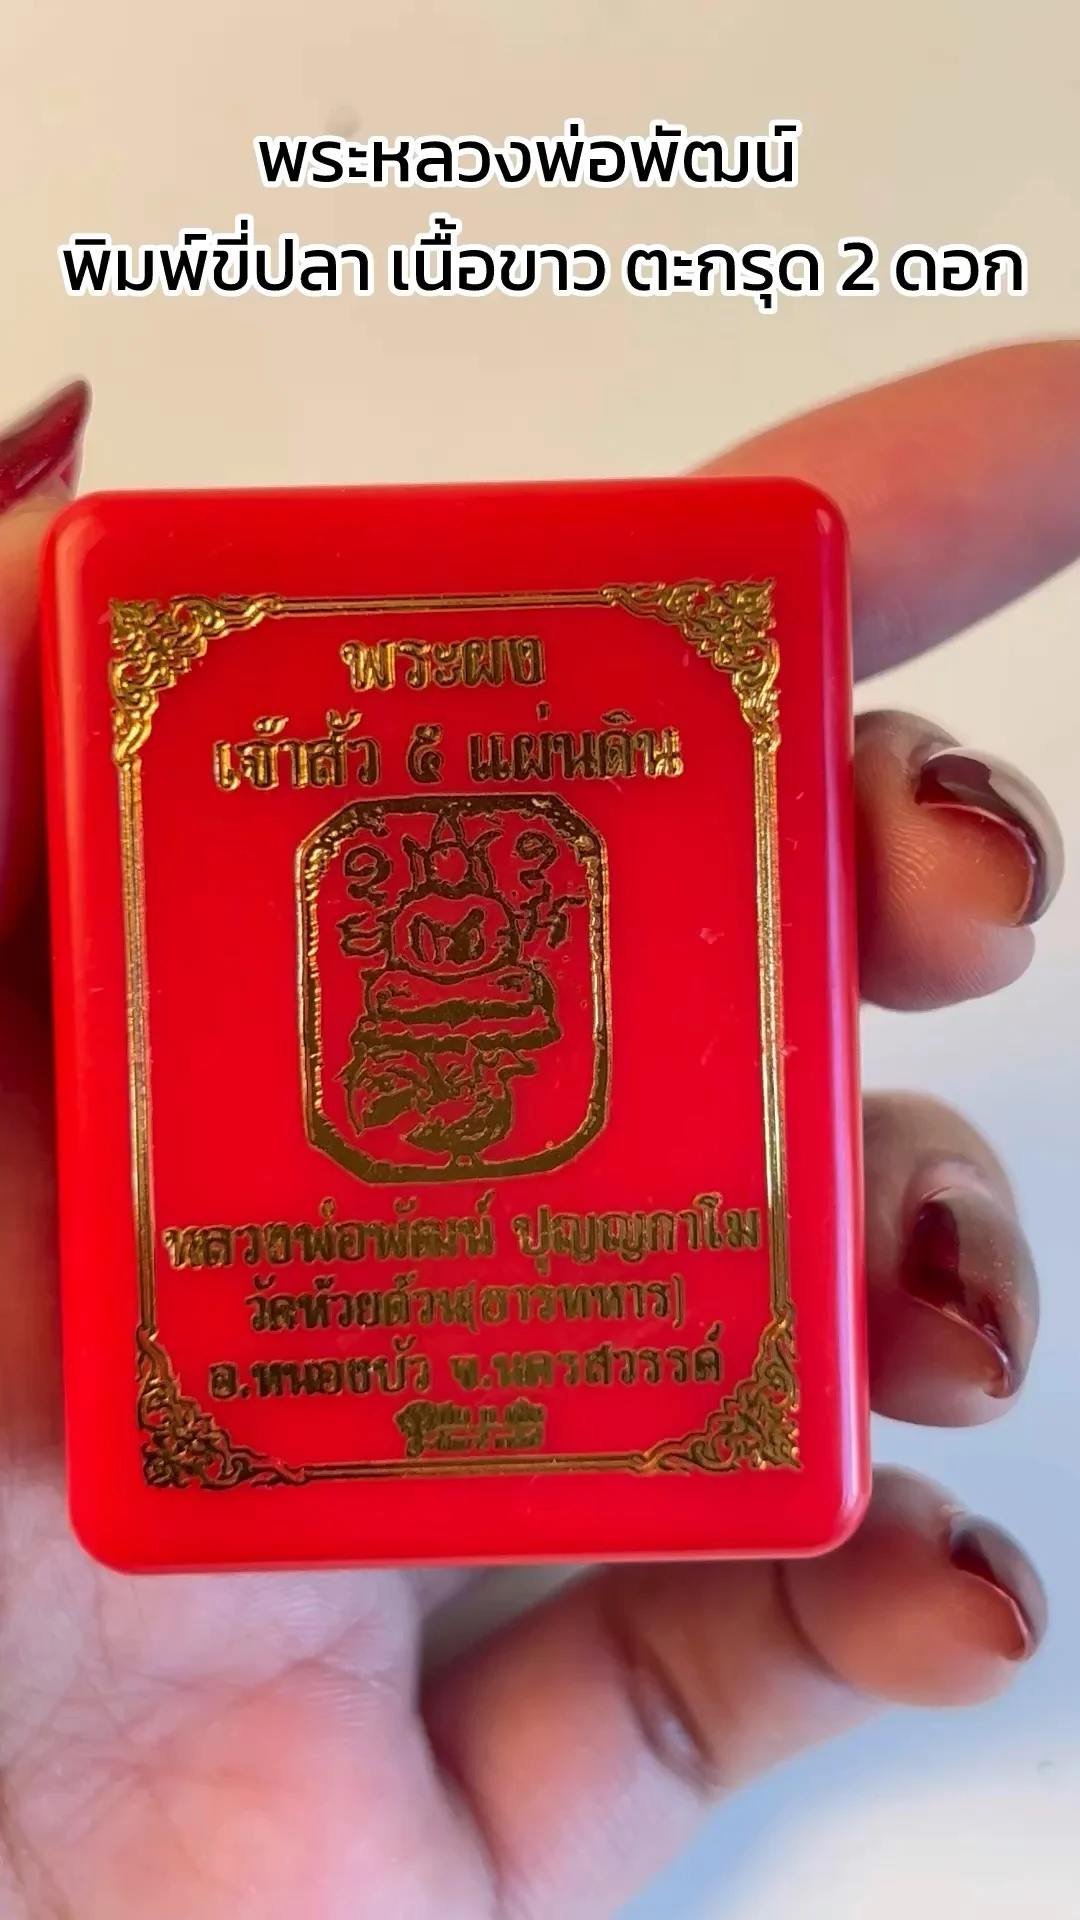 พระหลวงพ่อพัฒน์
พิมพ์ขี่ปลา เนื้อขาว ตะกรุด 2 ดอก
พระผง
เจ้าสัว ๕ แผ่นดิน
หลวงพ่อพัฒน์ ปุญญกาโม
วัดห้วยด้วน(ธารทหาร)
อ.หนองบัว จ.นครสวรรค์